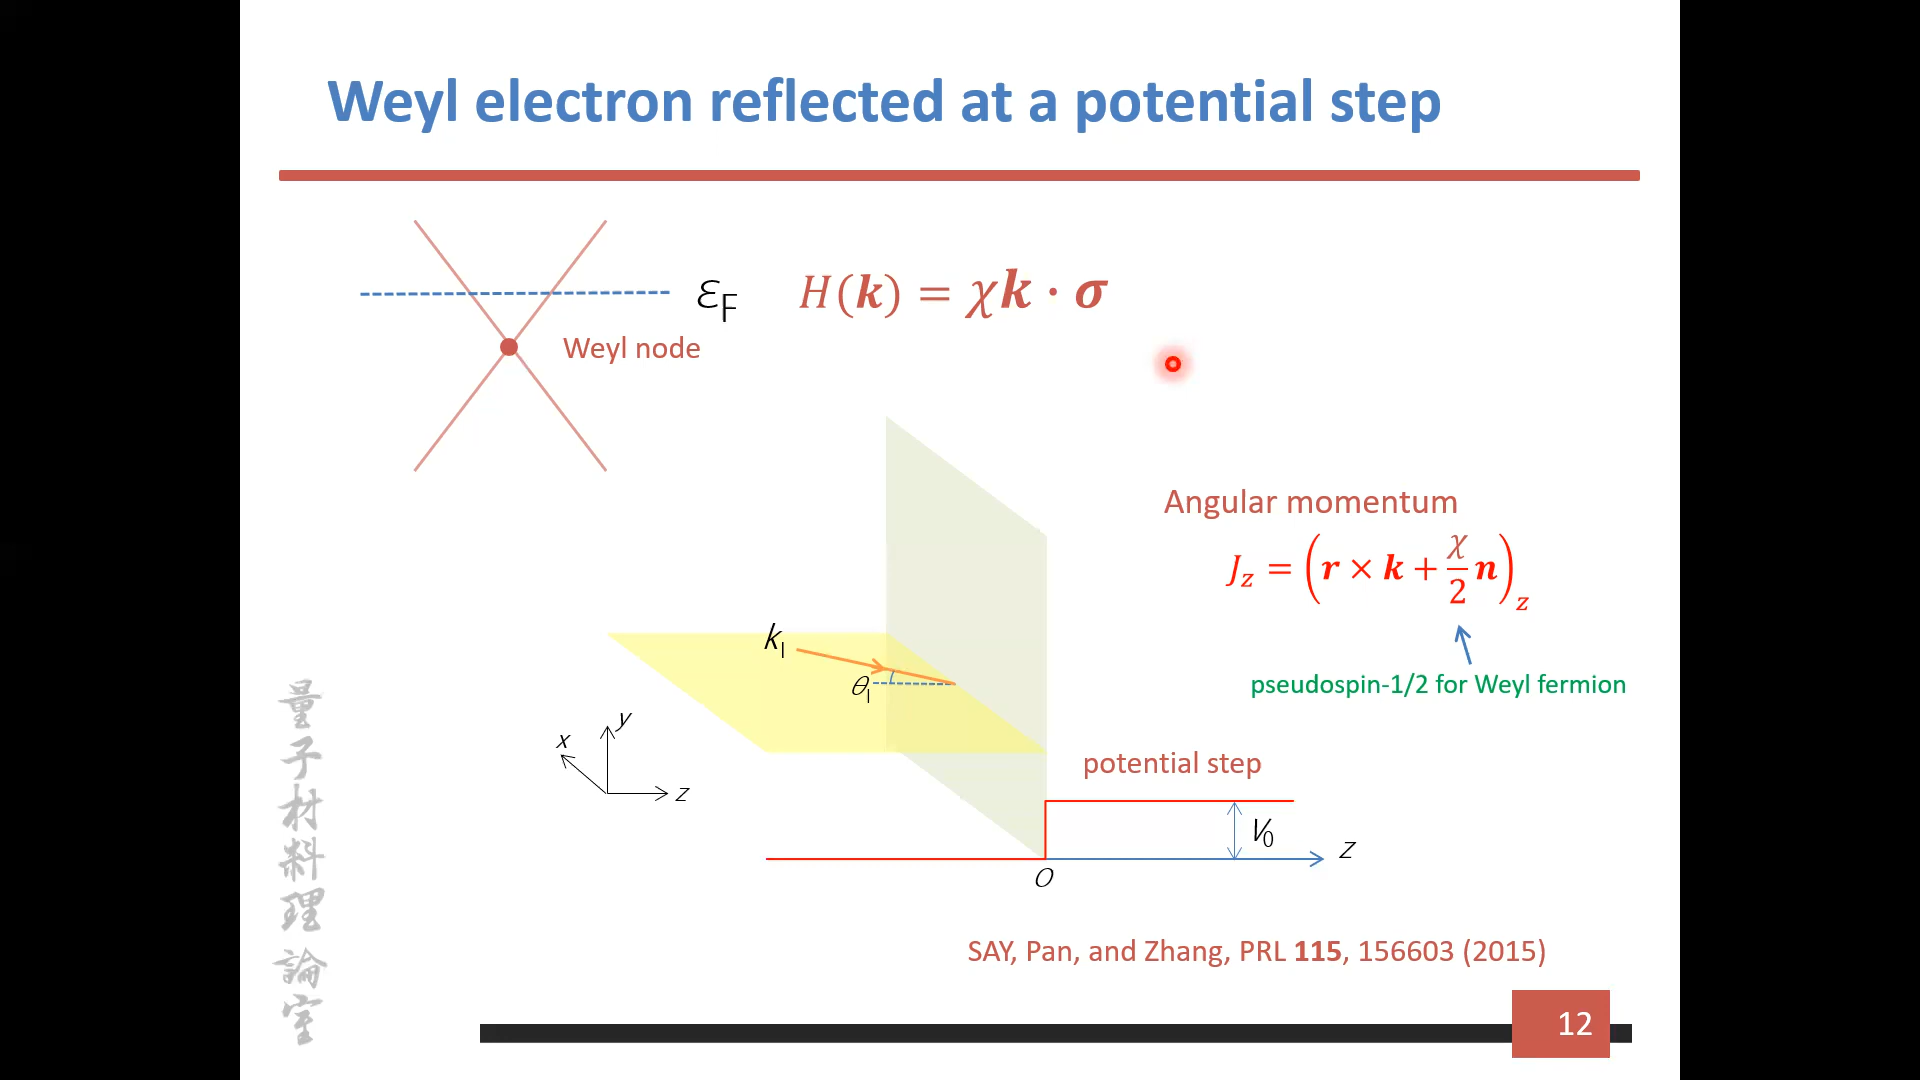 Weyl electron reflected at a potential step
εF
H(k) = χk · σ
Weyl node
Angular momentum
Jz = (r × k + χ/2 n)z
pseudospin-1/2 for Weyl fermion
kI
θI
x
y
z
potential step
V0
z
O
SAY, Pan, and Zhang, PRL 115, 156603 (2015)
12
量子材料理論室